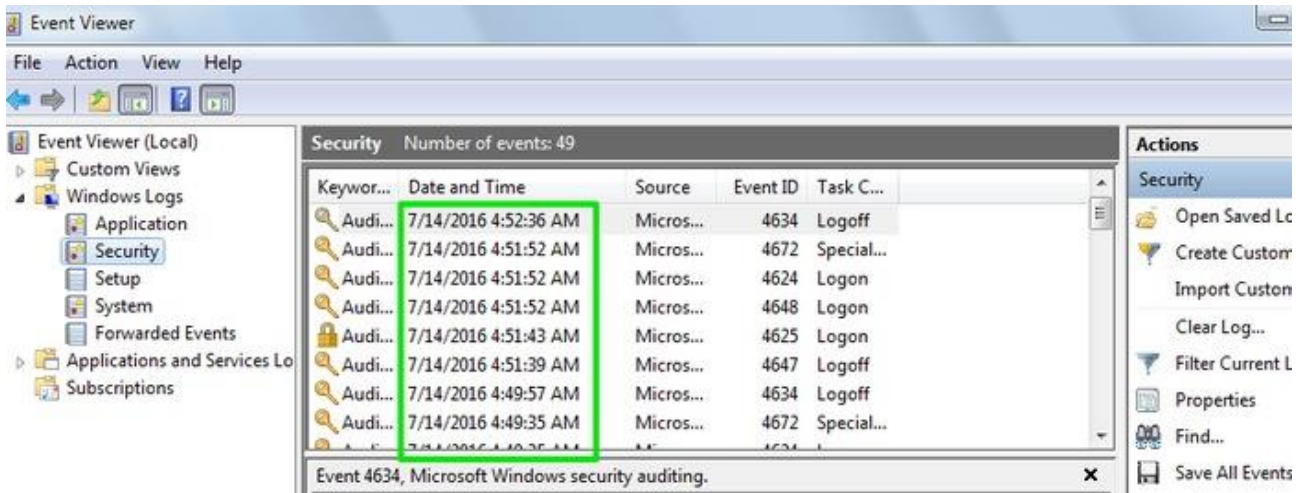 Event Viewer
File Action View Help
Event Viewer (Local)
Custom Views
Windows Logs
Application
Security
Setup
System
Forwarded Events
Applications and Services Lo
Subscriptions
Security Number of events: 49
Keywor... Date and Time Source Event ID Task C...
Audi... 7/14/2016 4:52:36 AM Micros... 4634 Logoff
Audi... 7/14/2016 4:51:52 AM Micros... 4672 Special...
Audi... 7/14/2016 4:51:52 AM Micros... 4624 Logon
Audi... 7/14/2016 4:51:52 AM Micros... 4648 Logon
Audi... 7/14/2016 4:51:43 AM Micros... 4625 Logon
Audi... 7/14/2016 4:51:39 AM Micros... 4647 Logoff
Audi... 7/14/2016 4:49:57 AM Micros... 4634 Logoff
Audi... 7/14/2016 4:49:35 AM Micros... 4672 Special...
Event 4634, Microsoft Windows security auditing.
Actions
Security
Open Saved Lo
Create Custom
Import Custom
Clear Log...
Filter Current L
Properties
Find...
Save All Events